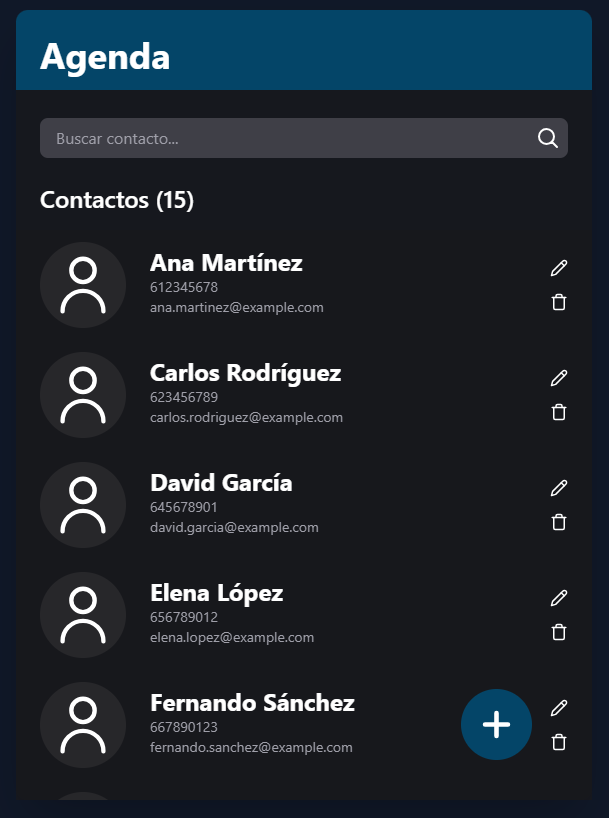 Agenda
Buscar contacto...
Contactos (15)
Ana Martínez
612345678
ana.martinez@example.com
Carlos Rodríguez
623456789
carlos.rodriguez@example.com
David García
645678901
david.garcia@example.com
Elena López
656789012
elena.lopez@example.com
Fernando Sánchez
667890123
fernando.sanchez@example.com